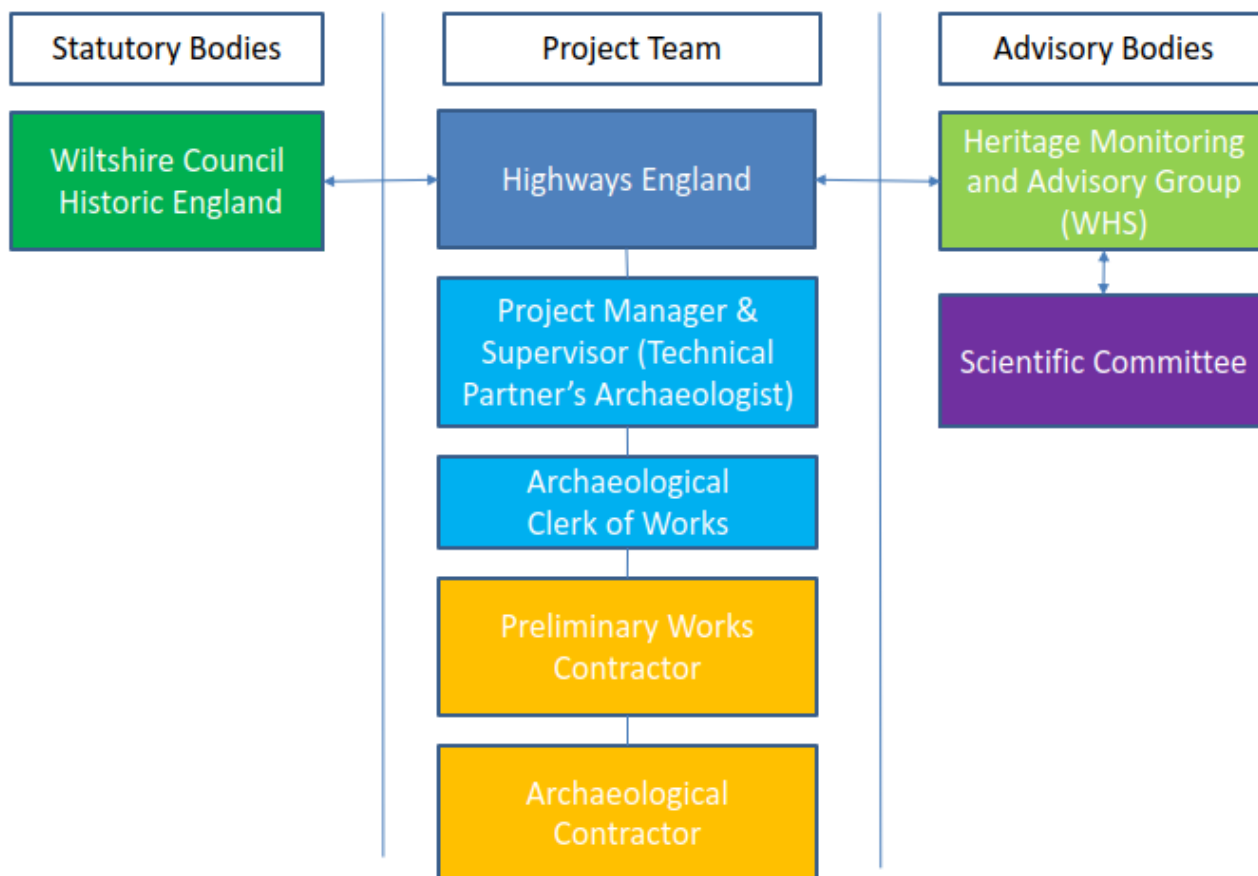 Statutory Bodies
Project Team
Advisory Bodies
Wiltshire Council
Historic England
Highways England
Heritage Monitoring
and Advisory Group
(WHS)
Project Manager &
Supervisor (Technical
Partner’s Archaeologist)
Scientific Committee
Archaeological
Clerk of Works
Preliminary Works
Contractor
Archaeological
Contractor